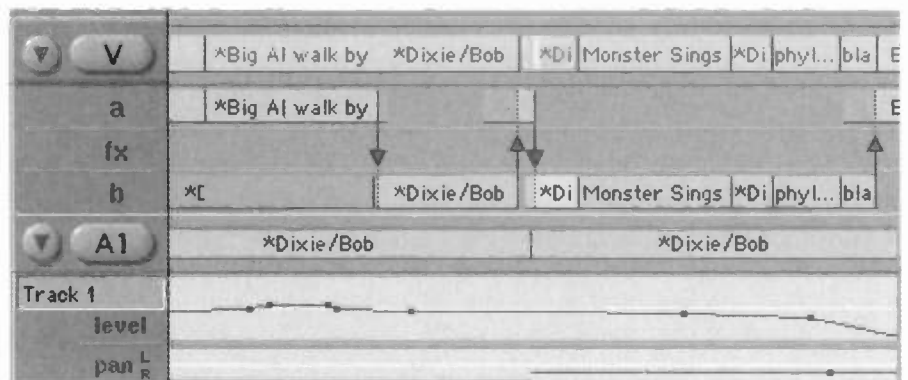 V *Big Al walk by *Dixie/Bob *Di Monster Sings *Di phyl... bla E
a *Big Al walk by E
fx
b *D *Dixie/Bob *Di Monster Sings *Di phyl... bla
A1 *Dixie/Bob *Dixie/Bob
Track 1
level
pan L R